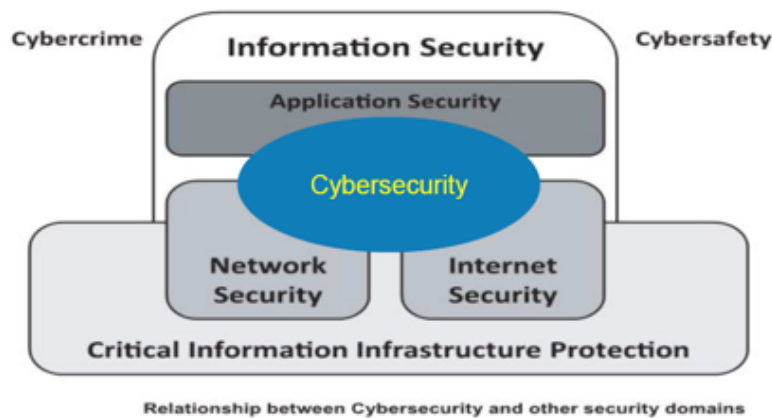 Cybercrime
Information Security
Cybersafety
Application Security
Cybersecurity
Network
Security
Internet
Security
Critical Information Infrastructure Protection
Relationship between Cybersecurity and other security domains